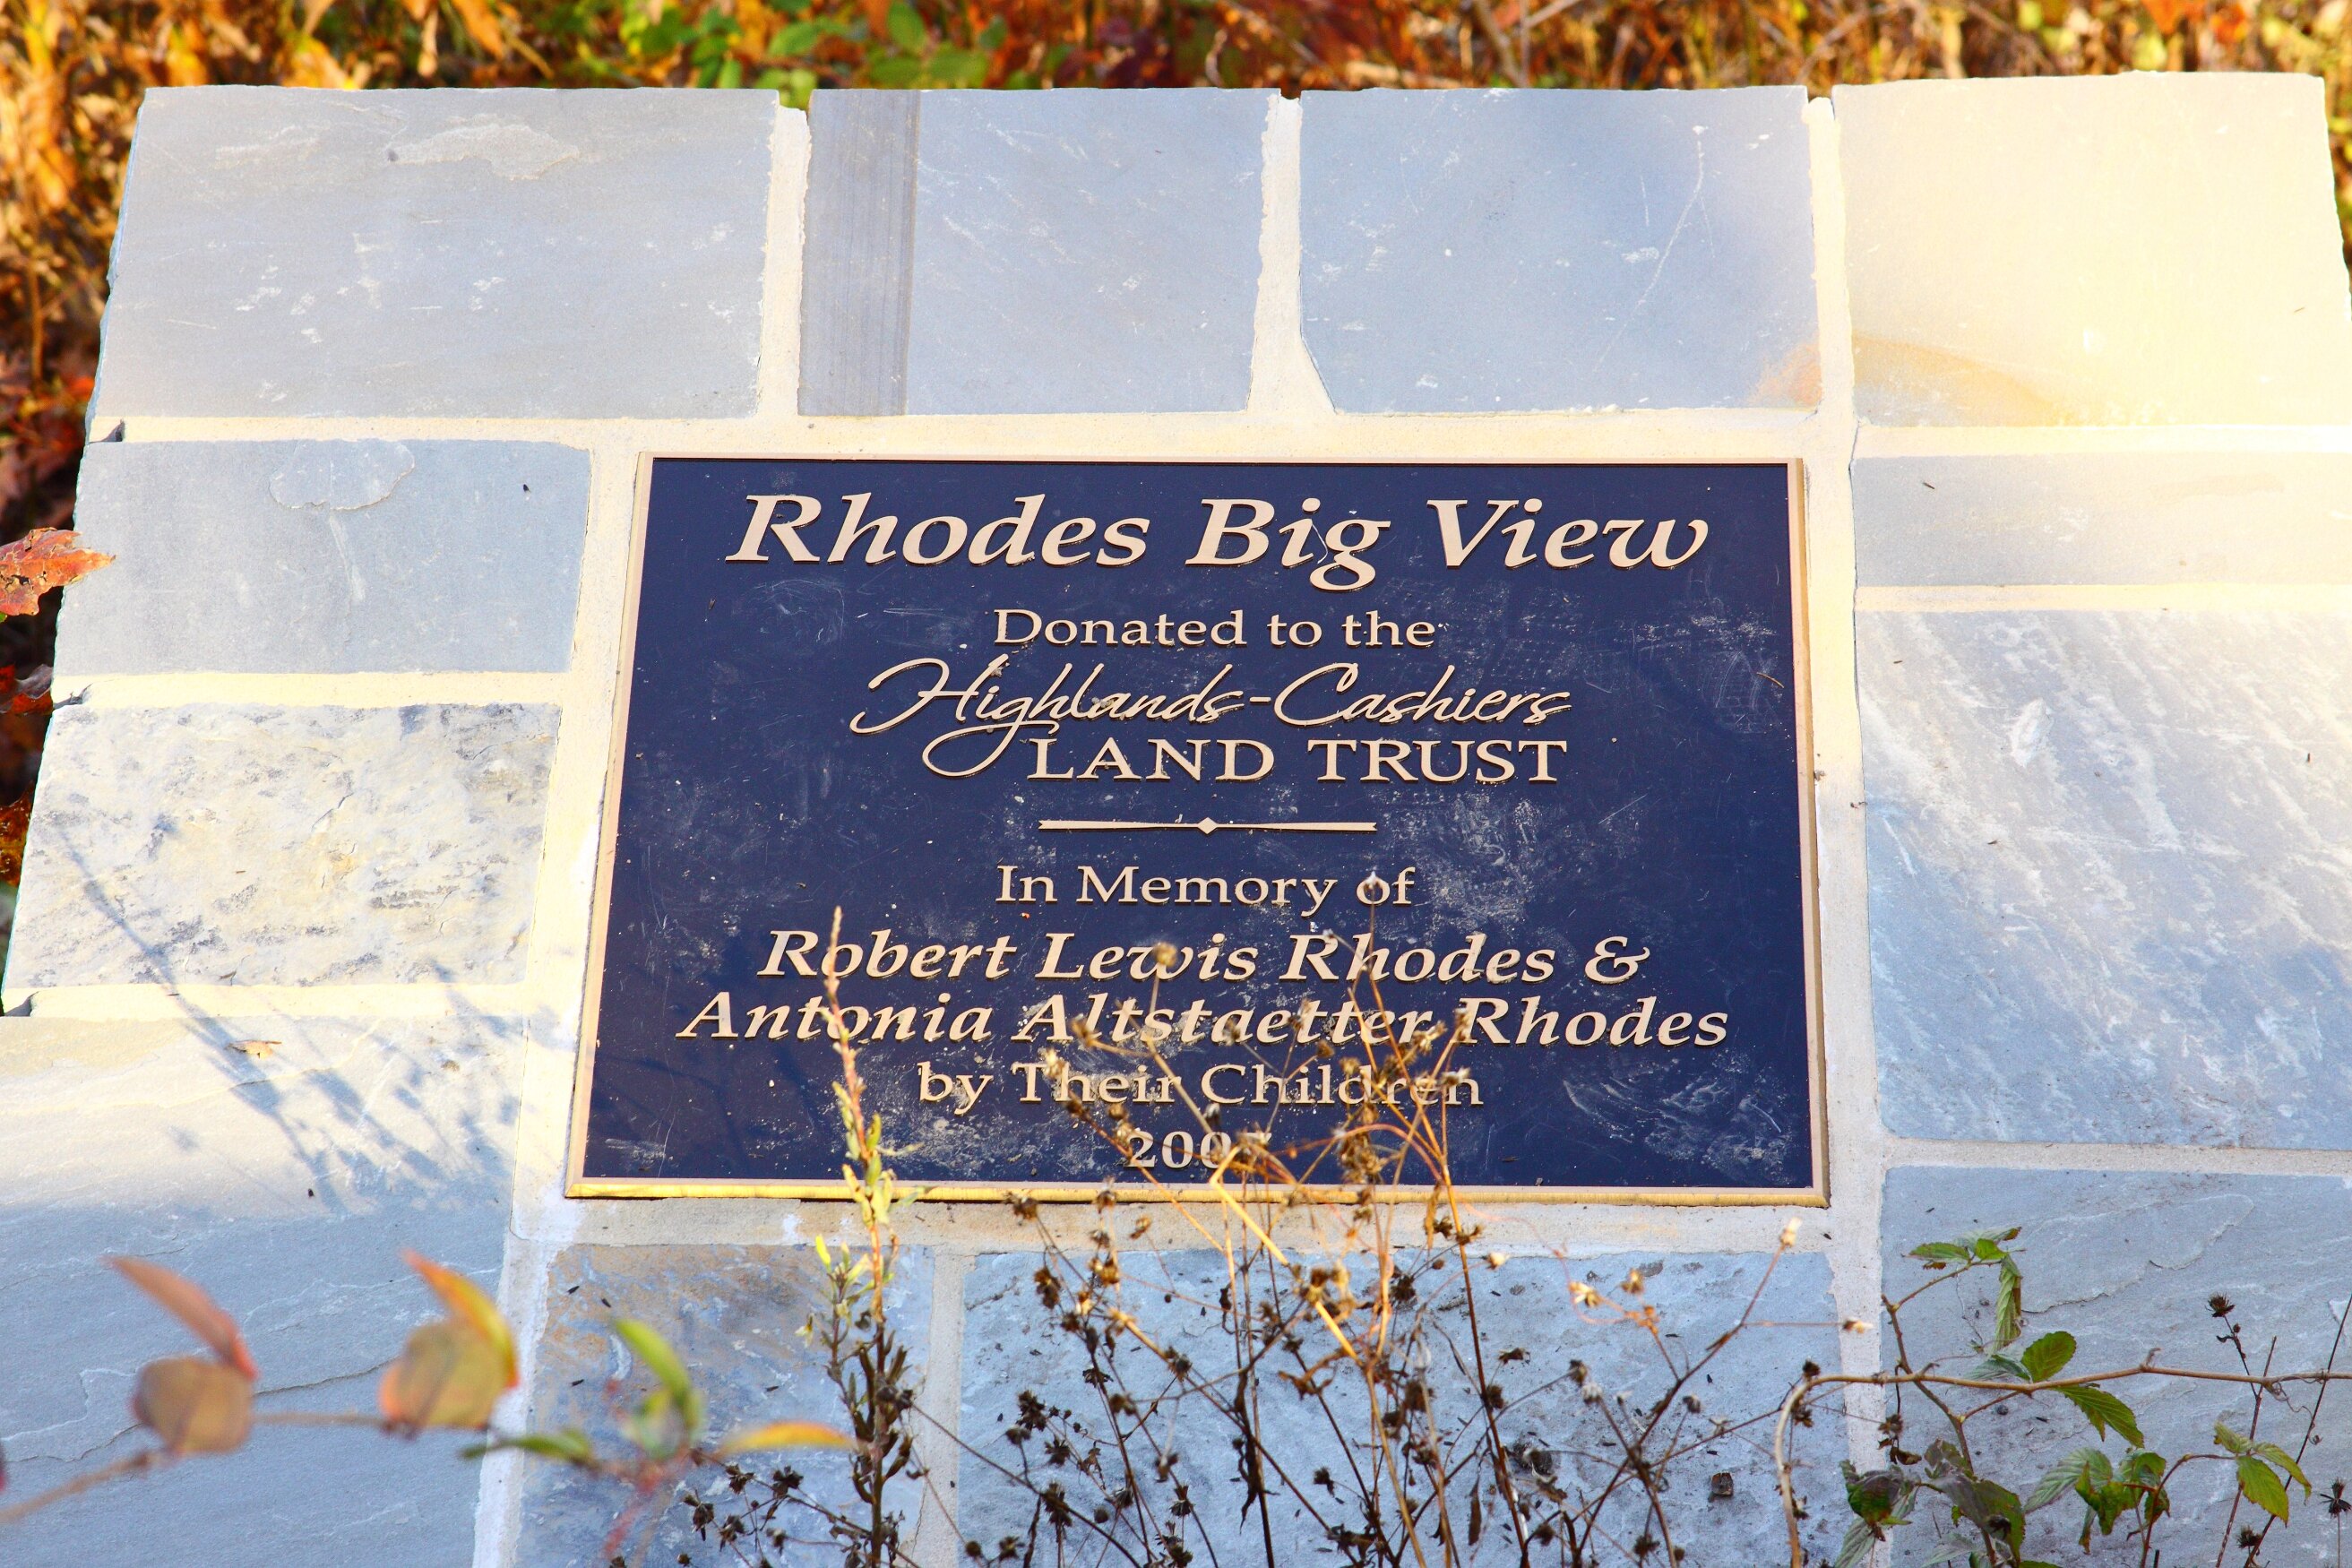 Rhodes Big View
Donated to the
Highlands-Cashiers
LAND TRUST
In Memory of
Robert Lewis Rhodes &
Antonia Altstaetter Rhodes
by Their Children